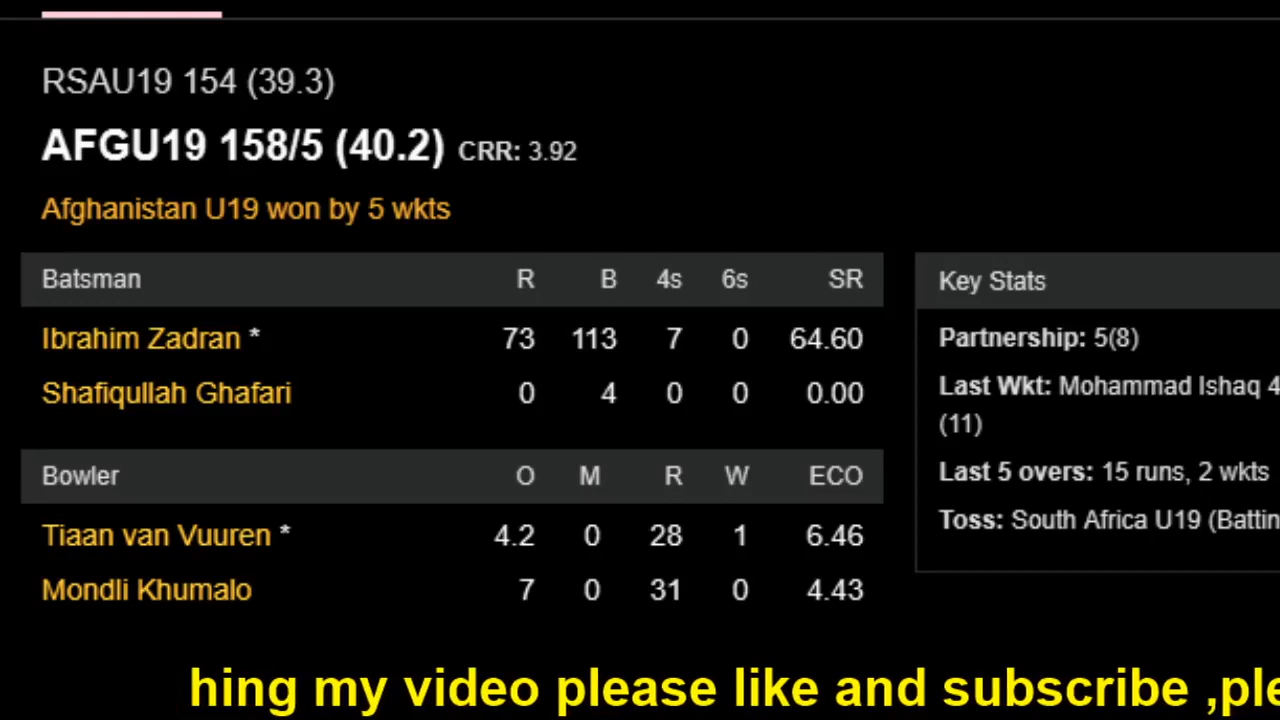 RSAU19 154 (39.3)
AFGU19 158/5 (40.2) CRR: 3.92
Afghanistan U19 won by 5 wkts
Batsman R B 4s 6s SR
Ibrahim Zadran * 73 113 7 0 64.60
Shafiqullah Ghafari 0 4 0 0 0.00
Bowler O M R W ECO
Tiaan van Vuuren * 4.2 0 28 1 6.46
Mondli Khumalo 7 0 31 0 4.43
Key Stats
Partnership: 5(8)
Last Wkt: Mohammad Ishaq 4
(11)
Last 5 overs: 15 runs, 2 wkts
Toss: South Africa U19 (Battin
hing my video please like and subscribe ,ple